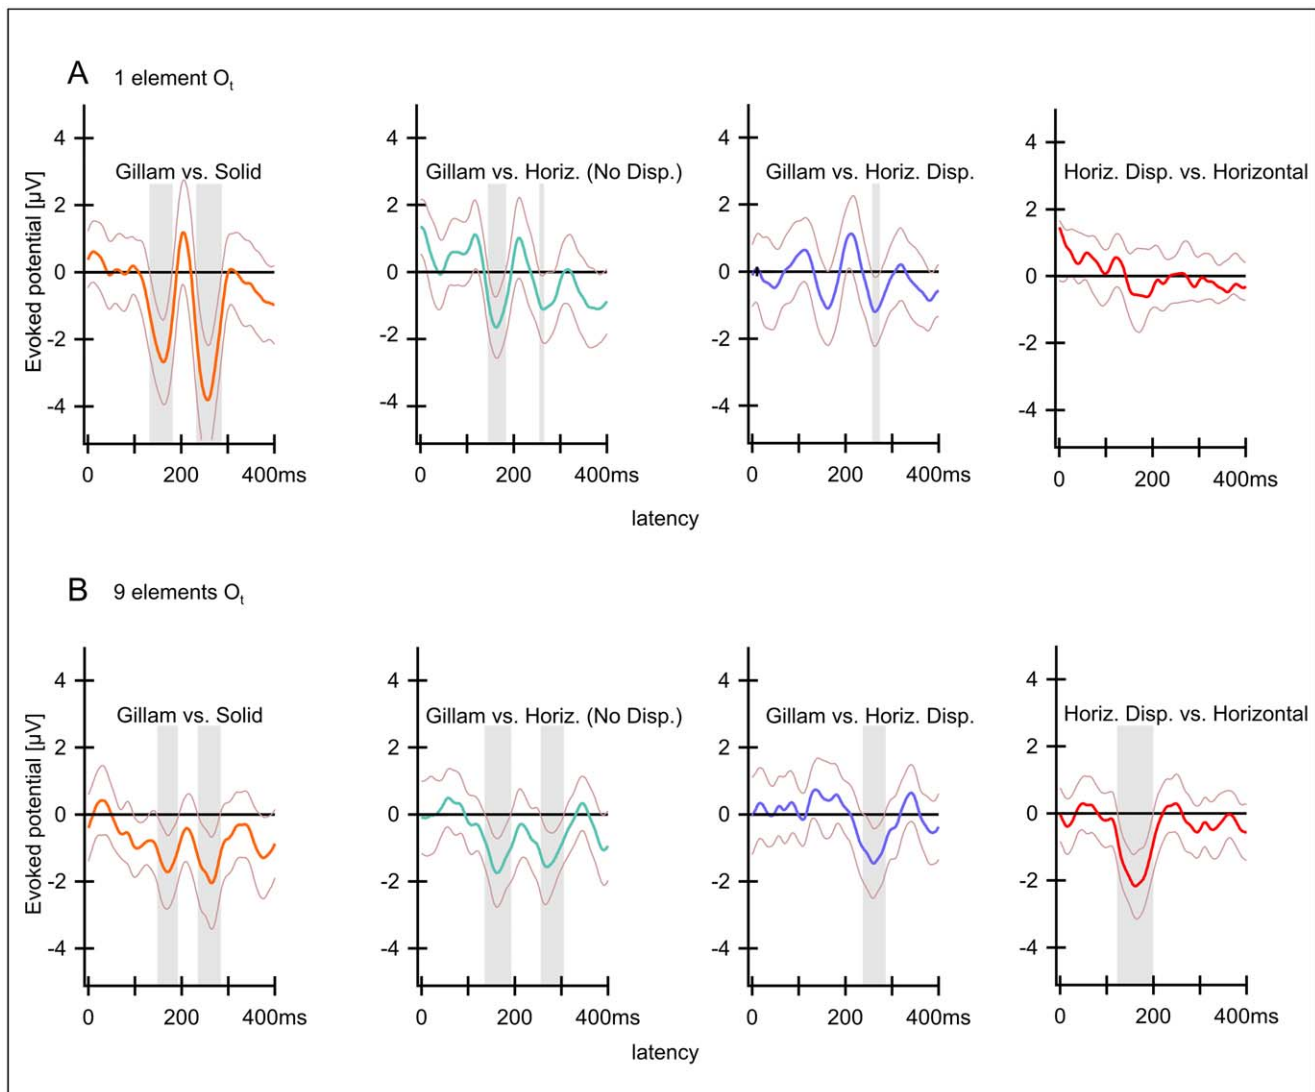 A 1 element Oₜ
Gillam vs. Solid
Gillam vs. Horiz. (No Disp.)
Gillam vs. Horiz. Disp.
Horiz. Disp. vs. Horizontal
Evoked potential [µV]
4
2
0
-2
-4
0 200 400ms
4
2
0
-2
-4
0 200 400ms
4
2
0
-2
-4
0 200 400ms
4
2
0
-2
-4
0 200 400ms
latency
B 9 elements Oₜ
Gillam vs. Solid
Gillam vs. Horiz. (No Disp.)
Gillam vs. Horiz. Disp.
Horiz. Disp. vs. Horizontal
Evoked potential [µV]
4
2
0
-2
-4
0 200 400ms
4
2
0
-2
-4
0 200 400ms
4
2
0
-2
-4
0 200 400ms
4
2
0
-2
-4
0 200 400ms
latency